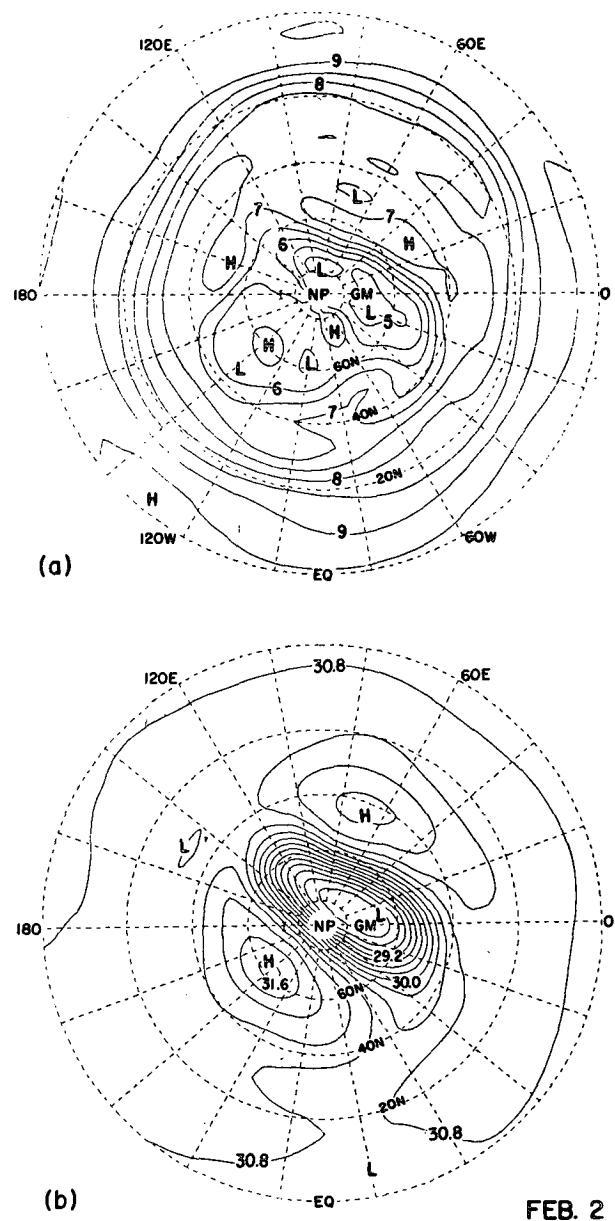 120E 9 60E
8
L
7 7
6 H
H
L
180 NP GM 0
L 5
H H
L L 60N
6
7 40N
8 20N
H
9
120W 60W
(a) EQ
30.8
120E 60E
H
L
L
180 NP GM 0
H 29.2
31.6 60N 30.0
40N
20N
30.8 30.8
L
(b) EQ
FEB. 2